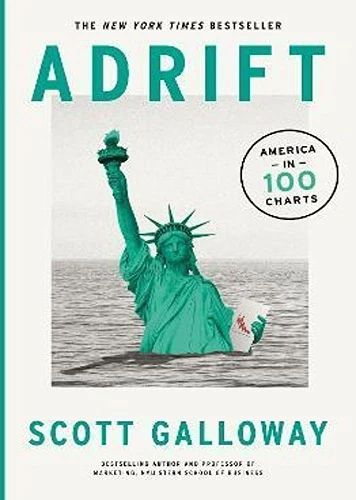 THE NEW YORK TIMES BESTSELLER
ADRIFT
AMERICA
– IN –
100
CHARTS
SCOTT GALLOWAY
BESTSELLING AUTHOR AND PROFESSOR OF
MARKETING, NYU STERN SCHOOL OF BUSINESS